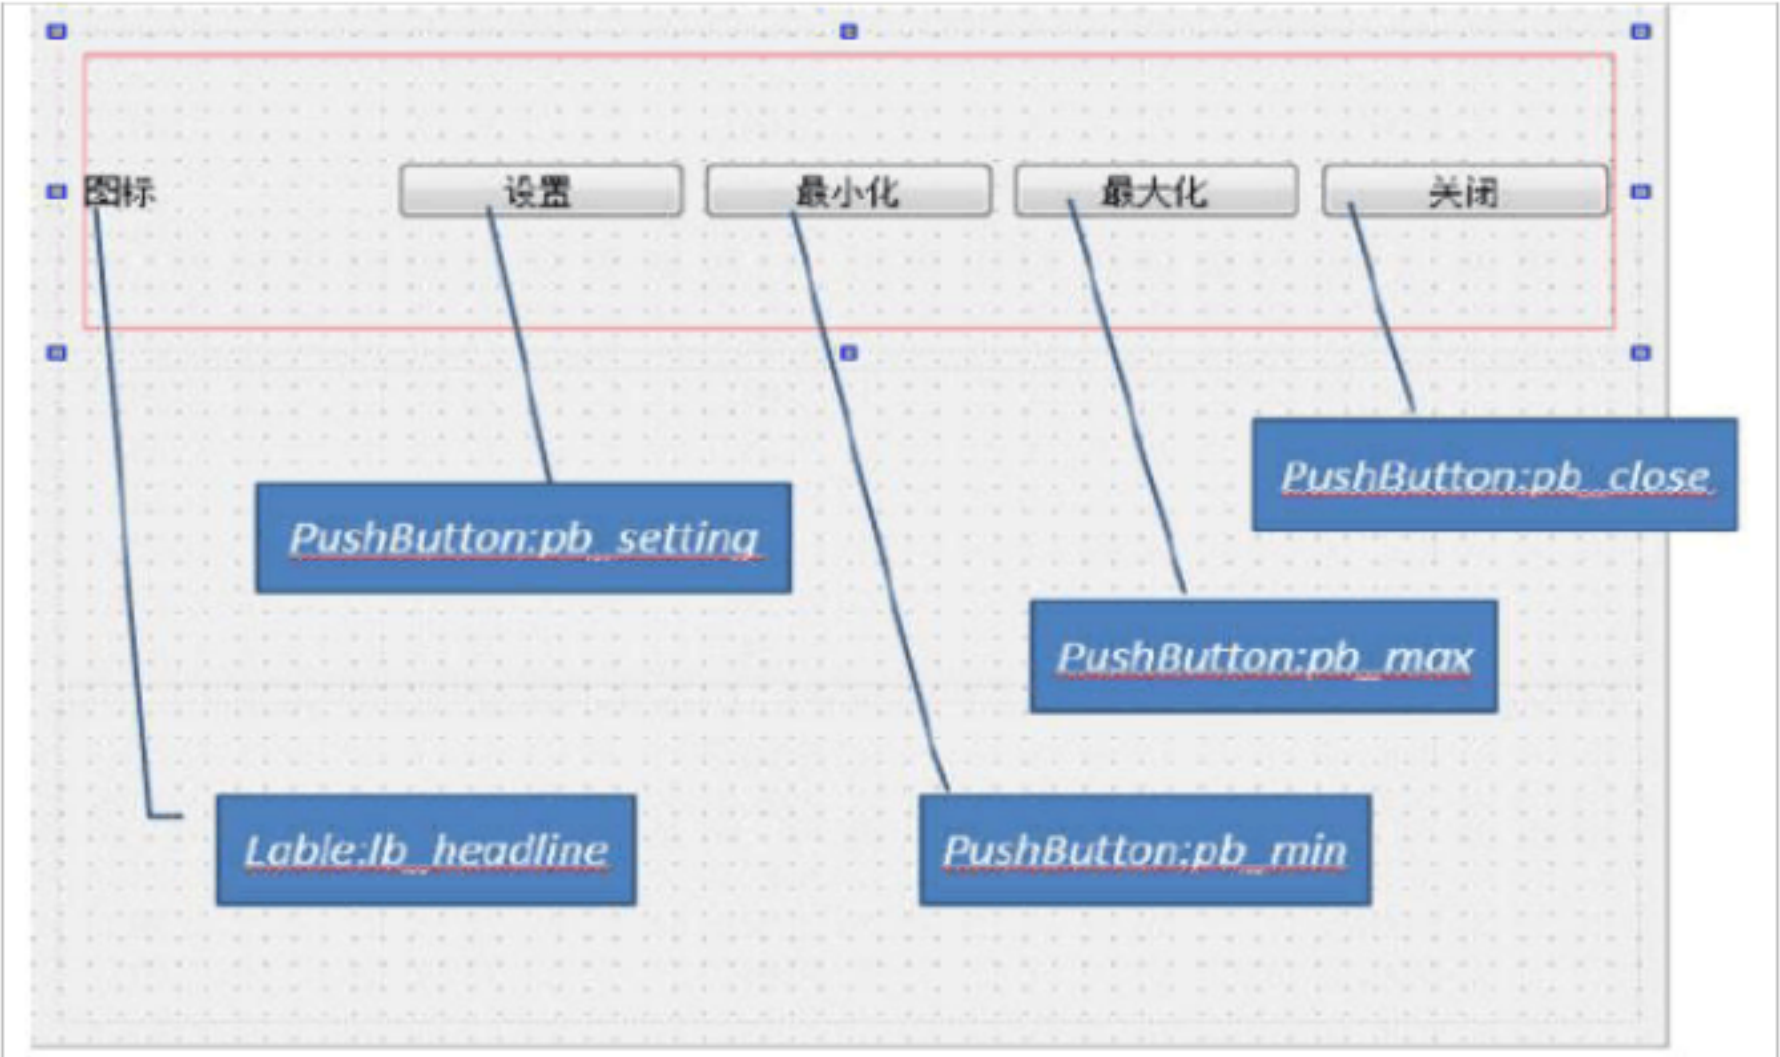 图标 设置 最小化 最大化 关闭
PushButton:pb_close
PushButton:pb_setting
PushButton:pb_max
Lable:lb_headline
PushButton:pb_min